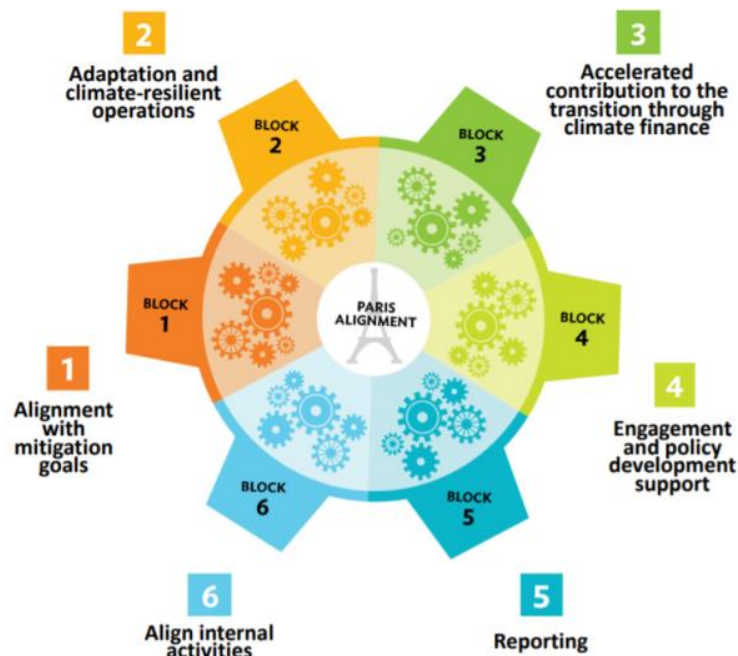 2
Adaptation and
climate-resilient
operations
3
Accelerated
contribution to the
transition through
climate finance
BLOCK
2
BLOCK
3
BLOCK
1
PARIS
ALIGNMENT
BLOCK
4
1
Alignment
with
mitigation
goals
4
Engagement
and policy
development
support
BLOCK
6
BLOCK
5
6
Align internal
activities
5
Reporting